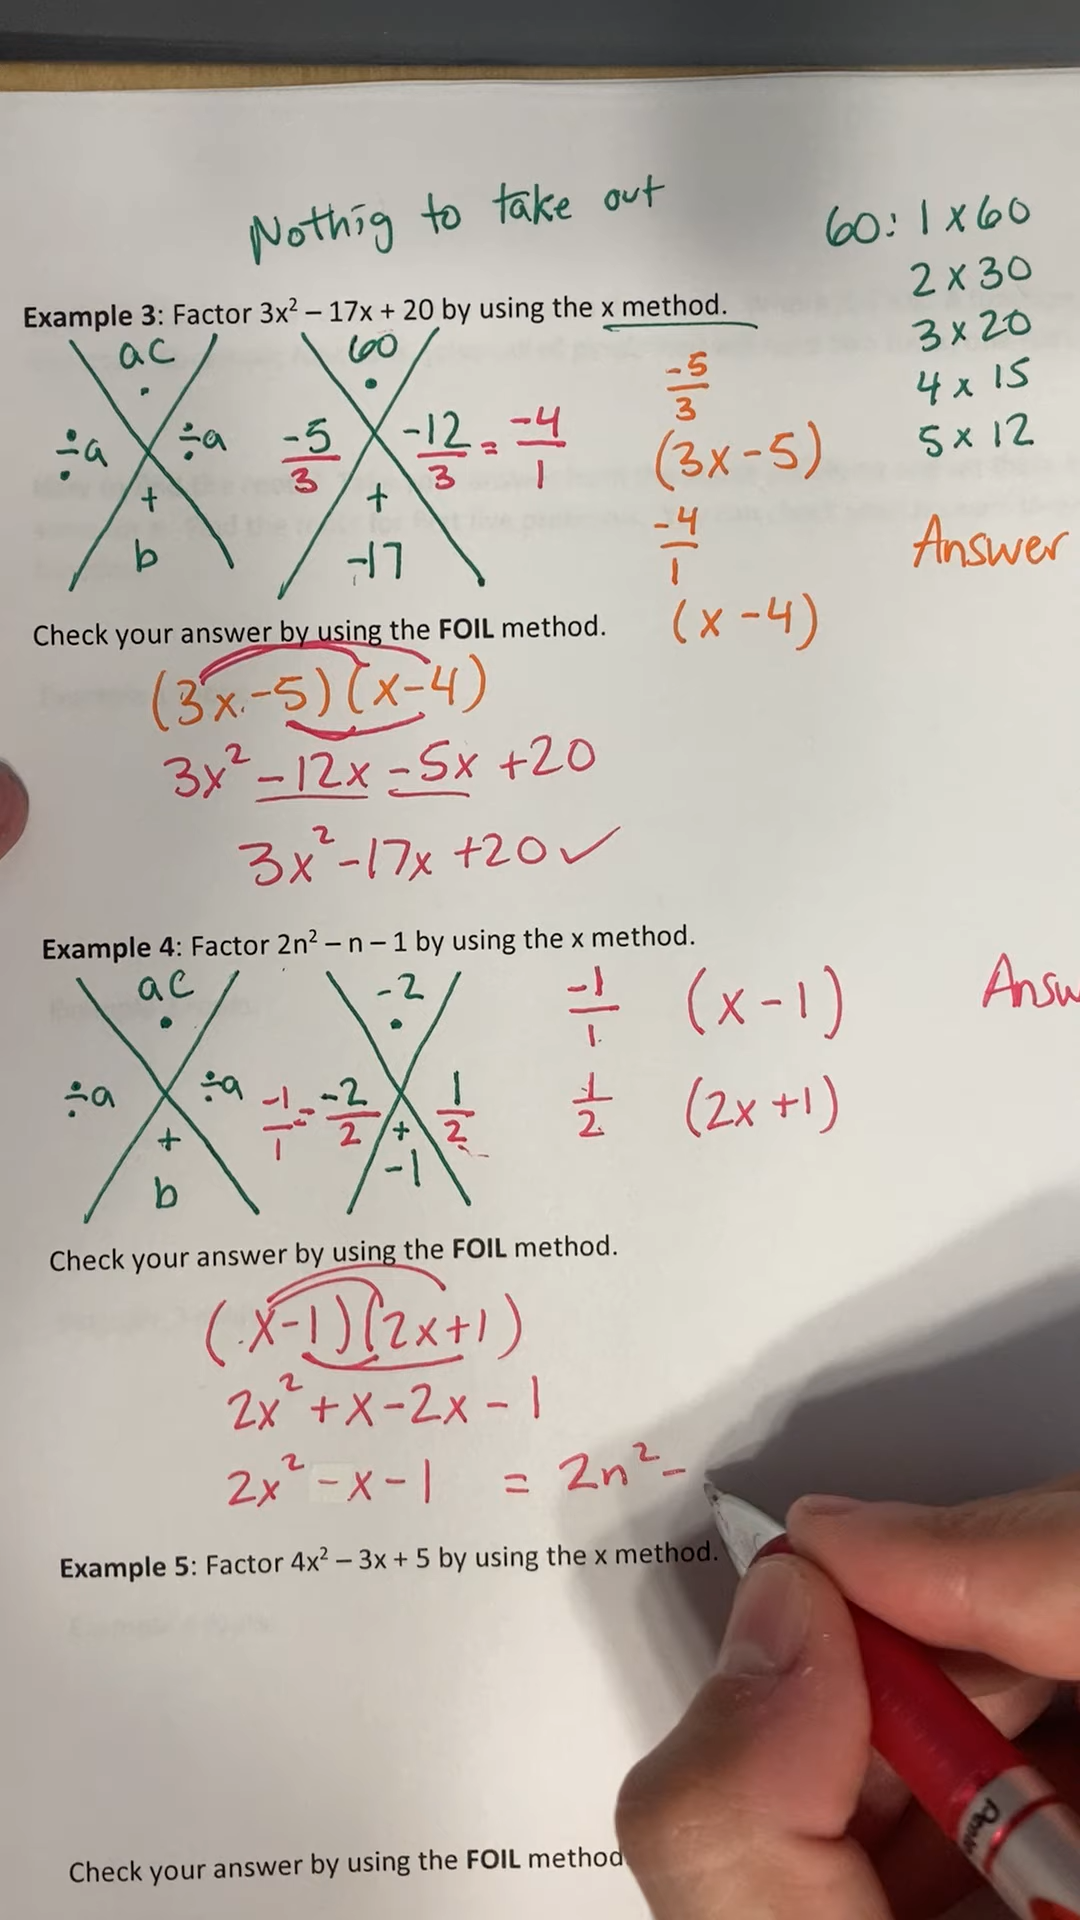 Nothig to take out
60: 1 x 60
2 x 30
3 x 20
4 x 15
5 x 12
Example 3: Factor 3x² – 17x + 20 by using the x method.
ac
÷a ÷a
+
b
60
-5/3 -12/3 = -4/1
+
-17
-5/3
(3x-5)
-4/1
(x-4)
Answer
Check your answer by using the FOIL method.
(3x-5)(x-4)
3x² -12x -5x +20
3x² -17x +20 ✓
Example 4: Factor 2n² – n – 1 by using the x method.
ac
÷a ÷a
+
b
-2
-1/1 = -2/2 1/2
+
-1
-1/1 (x-1)
1/2 (2x+1)
Answ
Check your answer by using the FOIL method.
(x-1)(2x+1)
2x² +x-2x -1
2x² -x-1 = 2n² -
Example 5: Factor 4x² – 3x + 5 by using the x method.
Check your answer by using the FOIL method